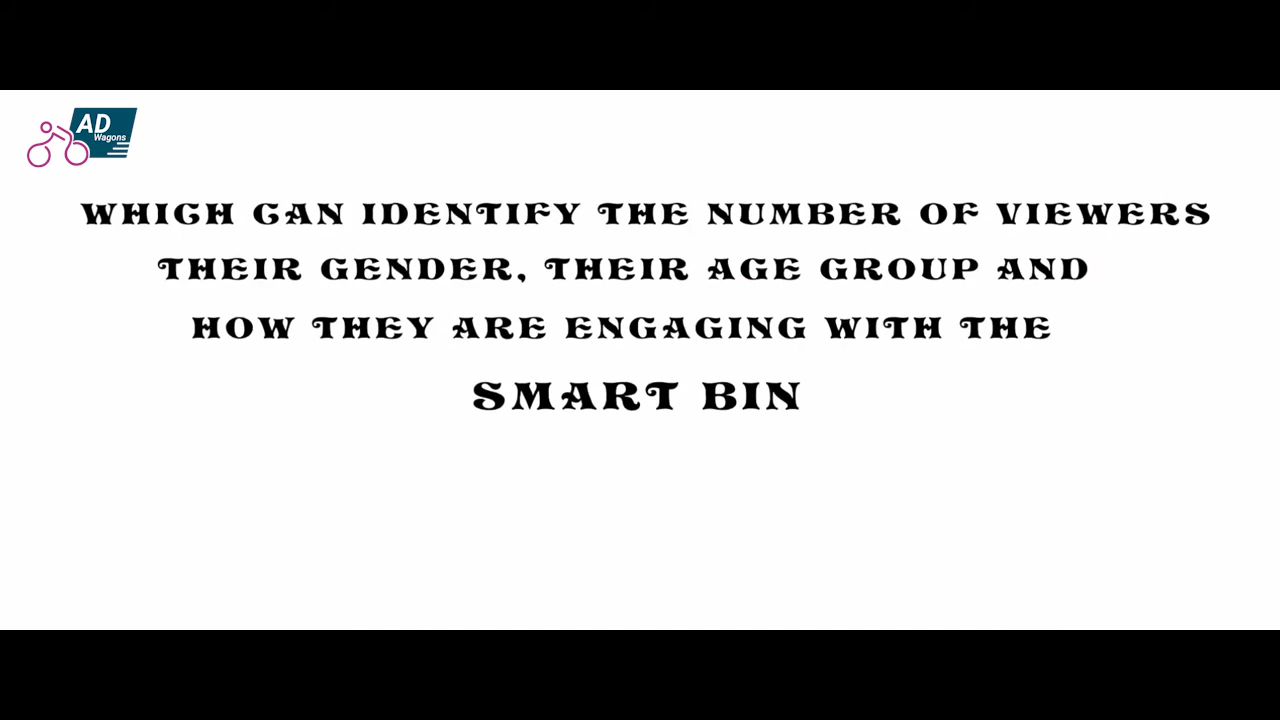 AD
Wagons
WHICH CAN IDENTIFY THE NUMBER OF VIEWERS
THEIR GENDER, THEIR AGE GROUP AND
HOW THEY ARE ENGAGING WITH THE
SMART BIN